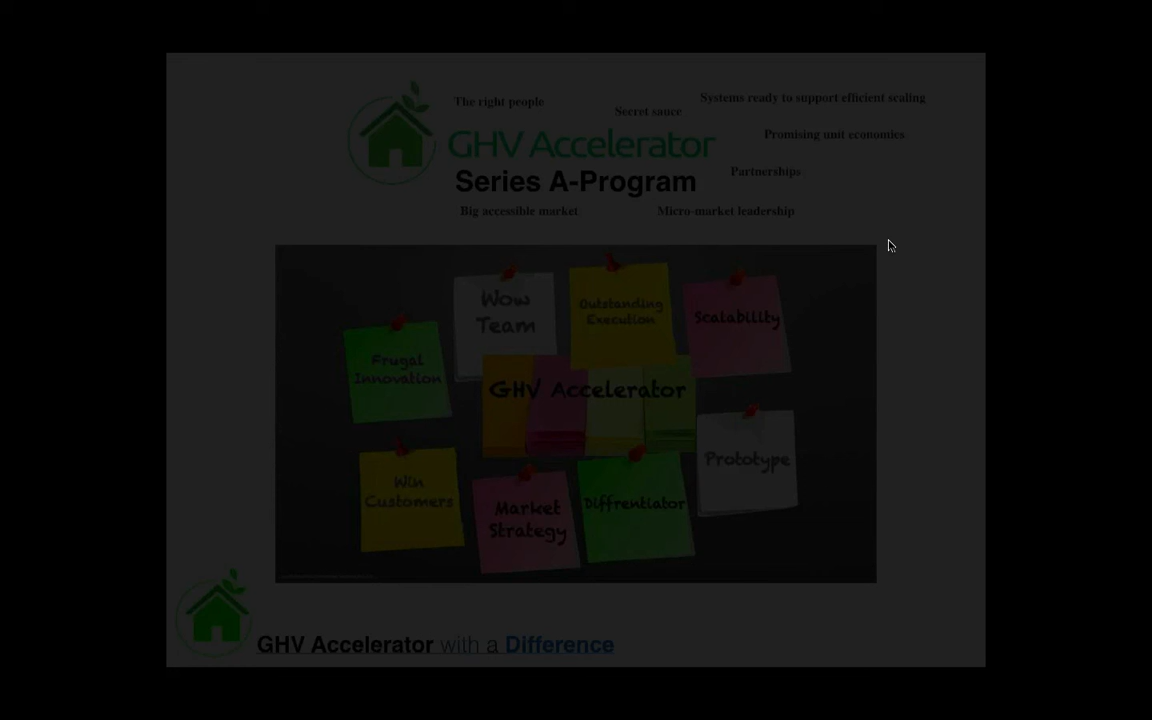 The right people
Secret sauce
Systems ready to support efficient scaling
Promising unit economies
GHV Accelerator
Series A-Program
Partnerships
Big accessible market
Micro-market leadership
Wow
Team
Outstanding
Execution
Scalability
Frugal
Innovation
GHV Accelerator
Prototype
Win
Customers
Market
Strategy
Diffrentiator
GHV Accelerator with a Difference